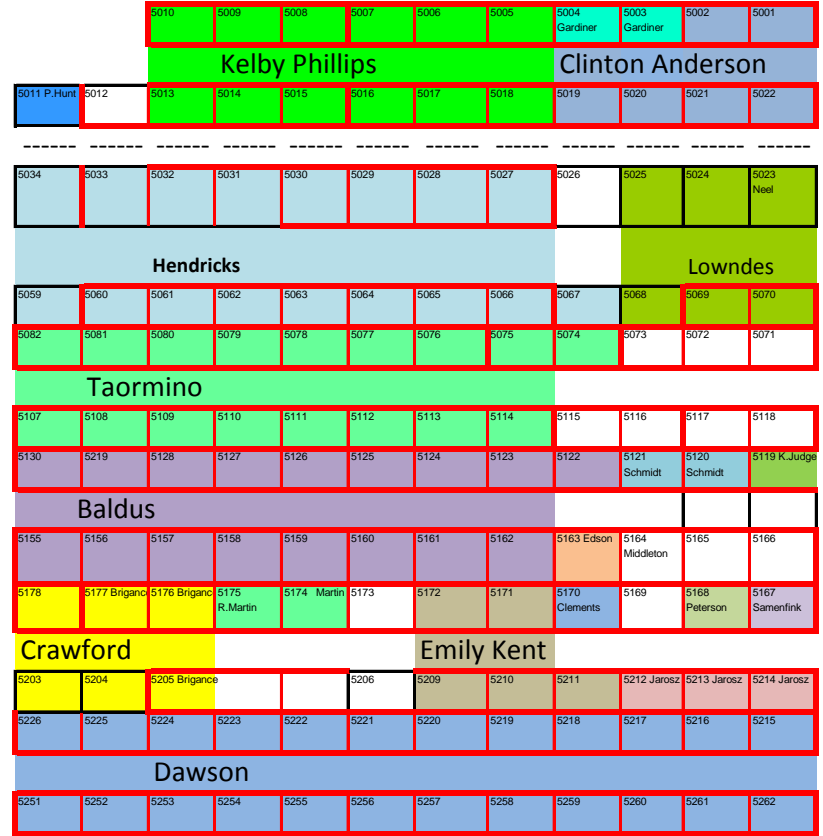 5010 5009 5008 5007 5006 5005 5004 5003 5002 5001
Gardiner Gardiner
Kelby Phillips Clinton Anderson
5011 P.Hunt 5012 5013 5014 5015 5016 5017 5018 5019 5020 5021 5022
------ ------ ------ ------ ------ ------ ------ ------ ------ ------ ------ ------
5034 5033 5032 5031 5030 5029 5028 5027 5026 5025 5024 5023
Neel
Hendricks Lowndes
5059 5060 5061 5062 5063 5064 5065 5066 5067 5068 5069 5070
5082 5081 5080 5079 5078 5077 5076 5075 5074 5073 5072 5071
Taormino
5107 5108 5109 5110 5111 5112 5113 5114 5115 5116 5117 5118
5130 5219 5128 5127 5126 5125 5124 5123 5122 5121 5120 5119 K.Judge
Schmidt Schmidt
Baldus
5155 5156 5157 5158 5159 5160 5161 5162 5163 Edson 5164 5165 5166
Middleton
5178 5177 Briganc 5176 Briganc 5175 5174 Martin 5173 5172 5171 5170 5169 5168 5167
R.Martin Clements Peterson Samenfink
Crawford Emily Kent
5203 5204 5205 Brigance 5206 5209 5210 5211 5212 Jarosz 5213 Jarosz 5214 Jarosz
5226 5225 5224 5223 5222 5221 5220 5219 5218 5217 5216 5215
Dawson
5251 5252 5253 5254 5255 5256 5257 5258 5259 5260 5261 5262